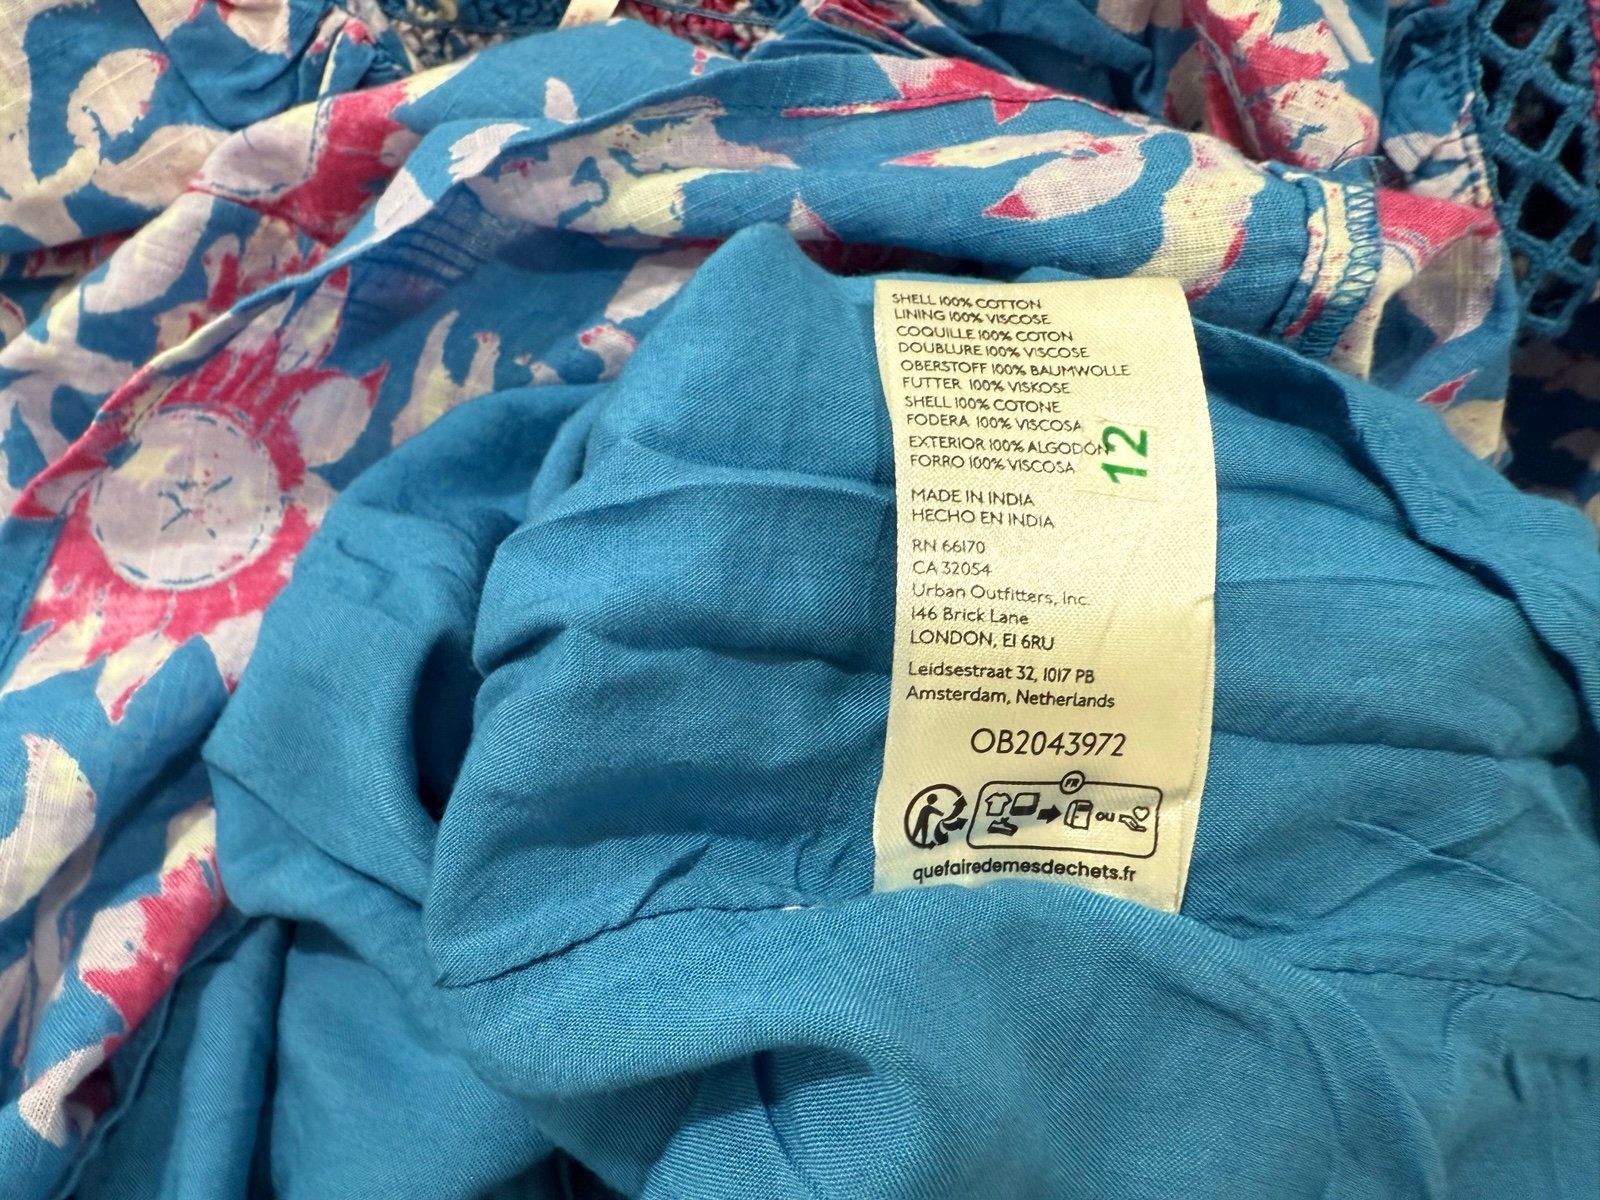 SHELL 100% COTTON
LINING 100% VISCOSE
COQUILLE 100% COTON
DOUBLURE 100% VISCOSE
OBERSTOFF 100% BAUMWOLLE
FUTTER 100% VISKOSE
SHELL 100% COTONE
FODERA 100% VISCOSA
EXTERIOR 100% ALGODÓN
FORRO 100% VISCOSA
12
MADE IN INDIA
HECHO EN INDIA
RN 66170
CA 32054
Urban Outfitters, Inc.
146 Brick Lane
LONDON, E1 6RU
Leidsestraat 32, 1017 PB
Amsterdam, Netherlands
OB2043972
FR
OU
quefairedemesdechets.fr